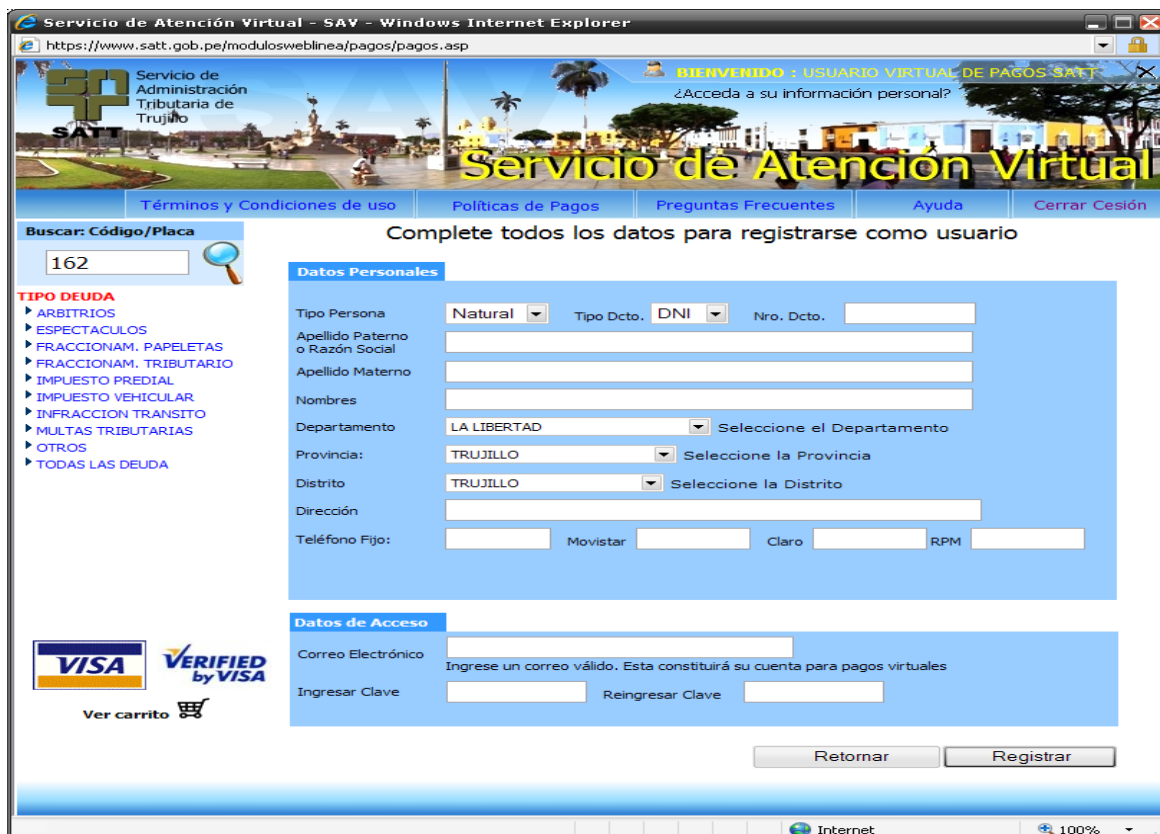 Servicio de Atención Virtual - SAV - Windows Internet Explorer
https://www.satt.gob.pe/modulosweblinea/pagos/pagos.asp
Servicio de
Administración
Tributaria de
Trujillo
SATT
BIENVENIDO : USUARIO VIRTUAL DE PAGOS SATT
¿Acceda a su información personal?
SAV
Servicio de Atención Virtual
Términos y Condiciones de uso Políticas de Pagos Preguntas Frecuentes Ayuda Cerrar Cesión
Buscar: Código/Placa
162
TIPO DEUDA
ARBITRIOS
ESPECTACULOS
FRACCIONAM. PAPELETAS
FRACCIONAM. TRIBUTARIO
IMPUESTO PREDIAL
IMPUESTO VEHICULAR
INFRACCION TRANSITO
MULTAS TRIBUTARIAS
OTROS
TODAS LAS DEUDA
VISA VERIFIED
by VISA
Ver carrito
Complete todos los datos para registrarse como usuario
Datos Personales
Tipo Persona Natural Tipo Dcto. DNI Nro. Dcto.
Apellido Paterno
o Razón Social
Apellido Materno
Nombres
Departamento LA LIBERTAD Seleccione el Departamento
Provincia: TRUJILLO Seleccione la Provincia
Distrito TRUJILLO Seleccione la Distrito
Dirección
Teléfono Fijo: Movistar Claro RPM
Datos de Acceso
Correo Electrónico
Ingrese un correo válido. Esta constituirá su cuenta para pagos virtuales
Ingresar Clave Reingresar Clave
Retornar Registrar
Internet 100%